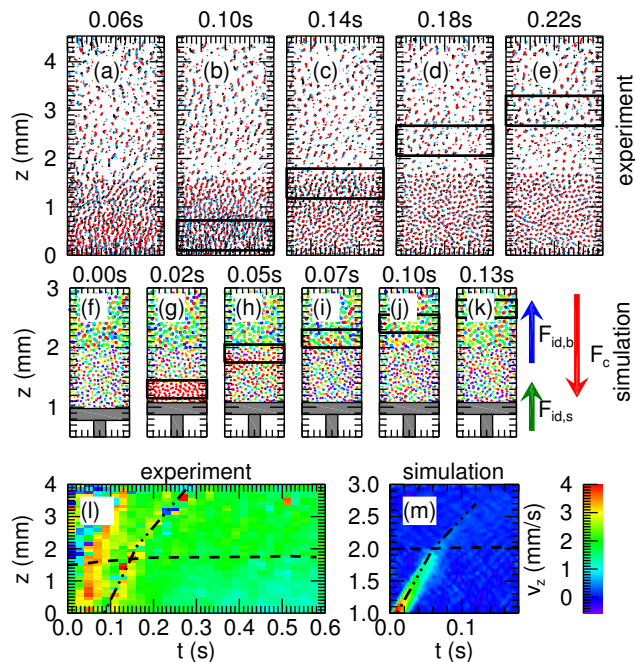 0.06s 0.10s 0.14s 0.18s 0.22s
(a) (b) (c) (d) (e)
4
3
2
1
0
z (mm)
experiment
0.00s 0.02s 0.05s 0.07s 0.10s 0.13s
(f) (g) (h) (i) (j) (k)
3
2
1
z (mm)
F_id,b
F_c
F_id,s
simulation
experiment simulation
(l) (m)
4
3
2
1
0
z (mm)
0.0 0.1 0.2 0.3 0.4 0.5 0.6
t (s)
3.0
2.5
2.0
1.5
1.0
0.0 0.1
t (s)
4
3
2
1
0
v_z (mm/s)